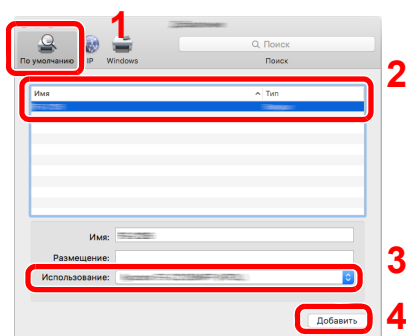 1
По умолчанию IP Windows
Поиск
Поиск
2
Имя Тип
Имя:
Размещение:
3
Использование:
Добавить
4